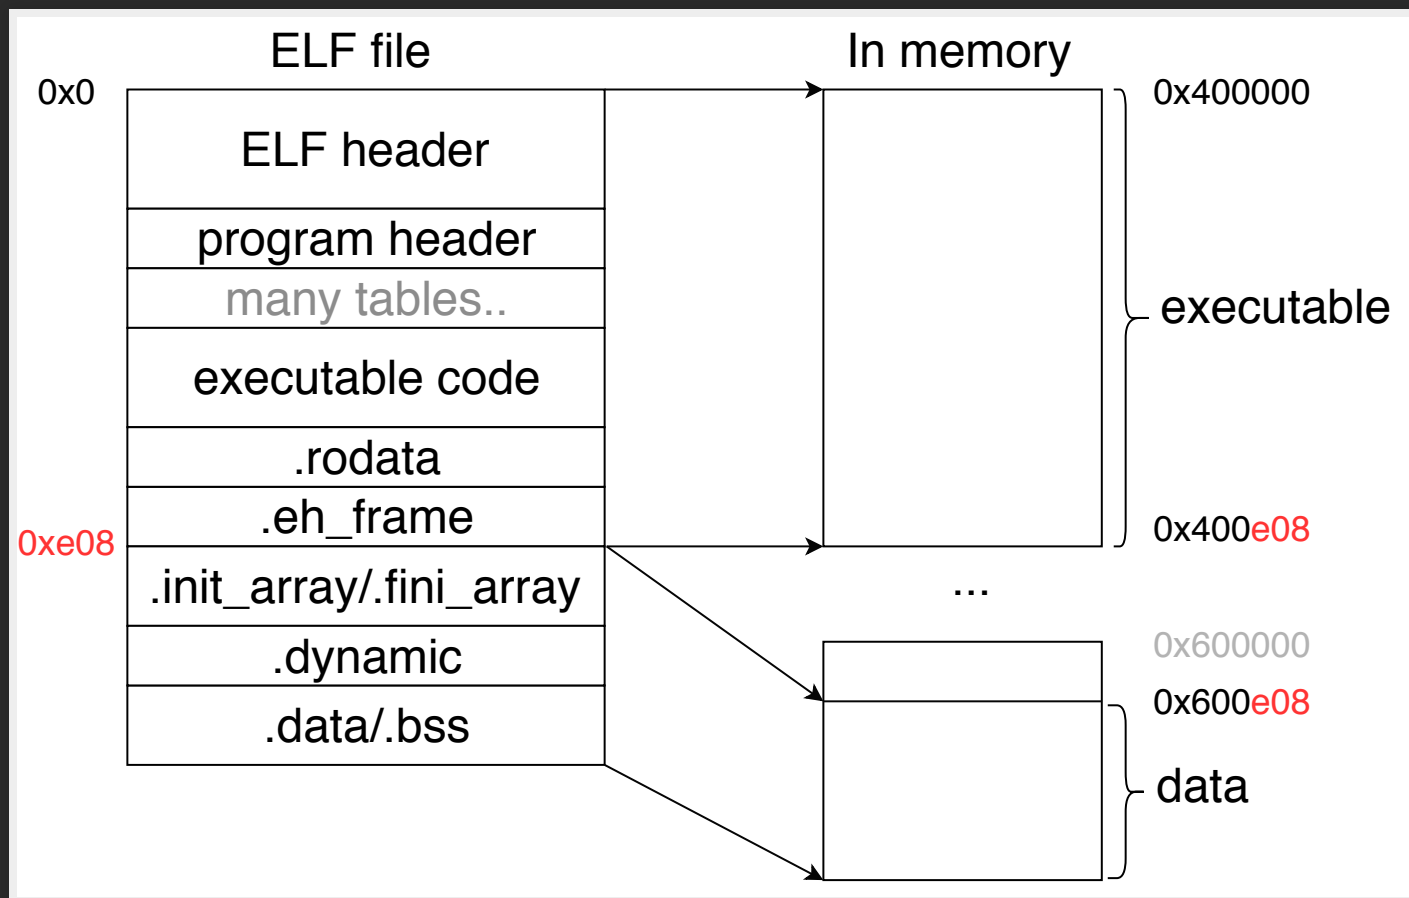 ELF file
In memory
0x0
0x400000
ELF header
program header
many tables..
executable
executable code
.rodata
.eh_frame
0xe08
0x400e08
.init_array/.fini_array
...
0x600000
.dynamic
0x600e08
.data/.bss
data